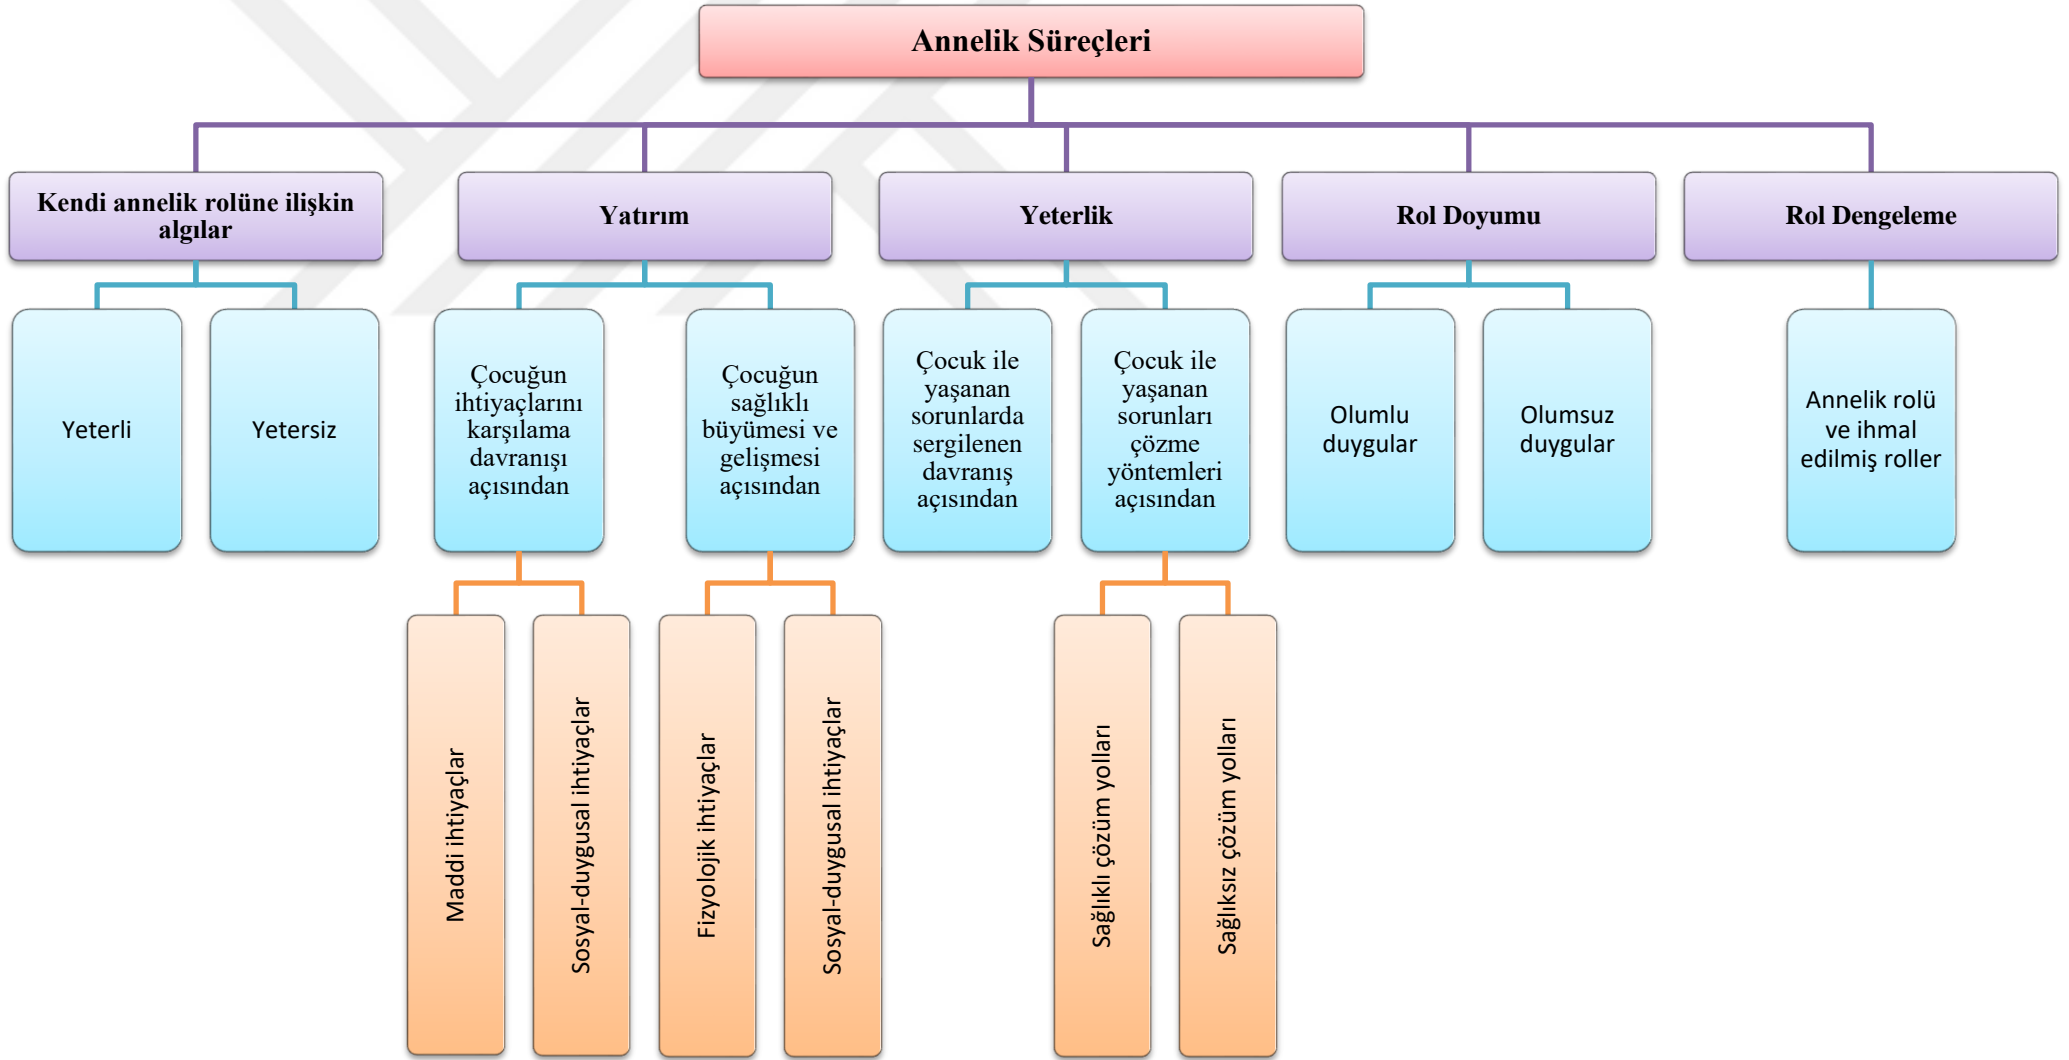 Annelik Süreçleri
Kendi annelik rolüne ilişkin
algılar
Yatırım
Yeterlik
Rol Doyumu
Rol Dengeleme
Yeterli
Yetersiz
Çocuğun
ihtiyaçlarını
karşılama
davranışı
açısından
Çocuğun
sağlıklı
büyümesi ve
gelişmesi
açısından
Çocuk ile
yaşanan
sorunlarda
sergilenen
davranış
açısından
Çocuk ile
yaşanan
sorunları
çözme
yöntemleri
açısından
Olumlu
duygular
Olumsuz
duygular
Annelik rolü
ve ihmal
edilmiş roller
Maddi ihtiyaçlar
Sosyal-duygusal ihtiyaçlar
Fizyolojik ihtiyaçlar
Sosyal-duygusal ihtiyaçlar
Sağlıklı çözüm yolları
Sağlıksız çözüm yolları